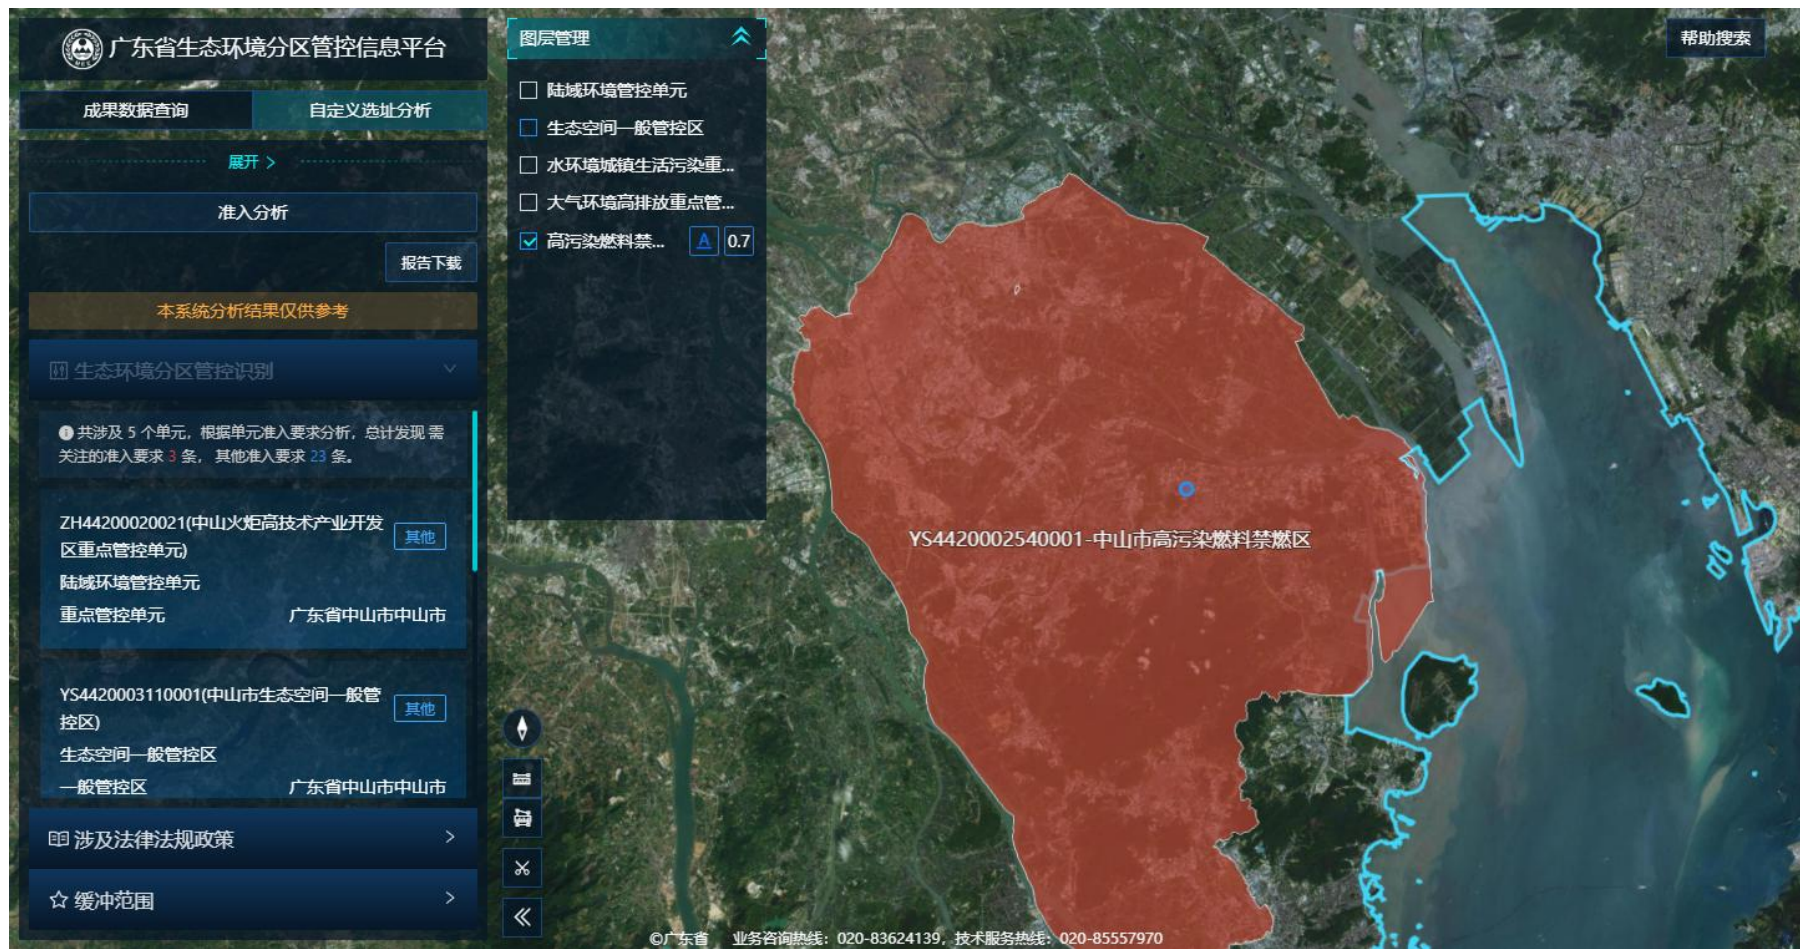 广东省生态环境分区管控信息平台
成果数据查询
自定义选址分析
展开 >
准入分析
报告下载
本系统分析结果仅供参考
生态环境分区管控识别
共涉及 5 个单元，根据单元准入要求分析，总计发现 需
关注的准入要求 3 条， 其他准入要求 23 条。
ZH44200020021(中山火炬高技术产业开发
区重点管控单元)
其他
陆域环境管控单元
重点管控单元 广东省中山市中山市
YS4420003110001(中山市生态空间一般管
控区)
其他
生态空间一般管控区
一般管控区 广东省中山市中山市
涉及法律法规政策
缓冲范围
图层管理
陆域环境管控单元
生态空间一般管控区
水环境城镇生活污染重...
大气环境高排放重点管...
高污染燃料禁... A 0.7
帮助搜索
YS4420002540001-中山市高污染燃料禁燃区
©广东省 业务咨询热线：020-83624139，技术服务热线：020-85557970